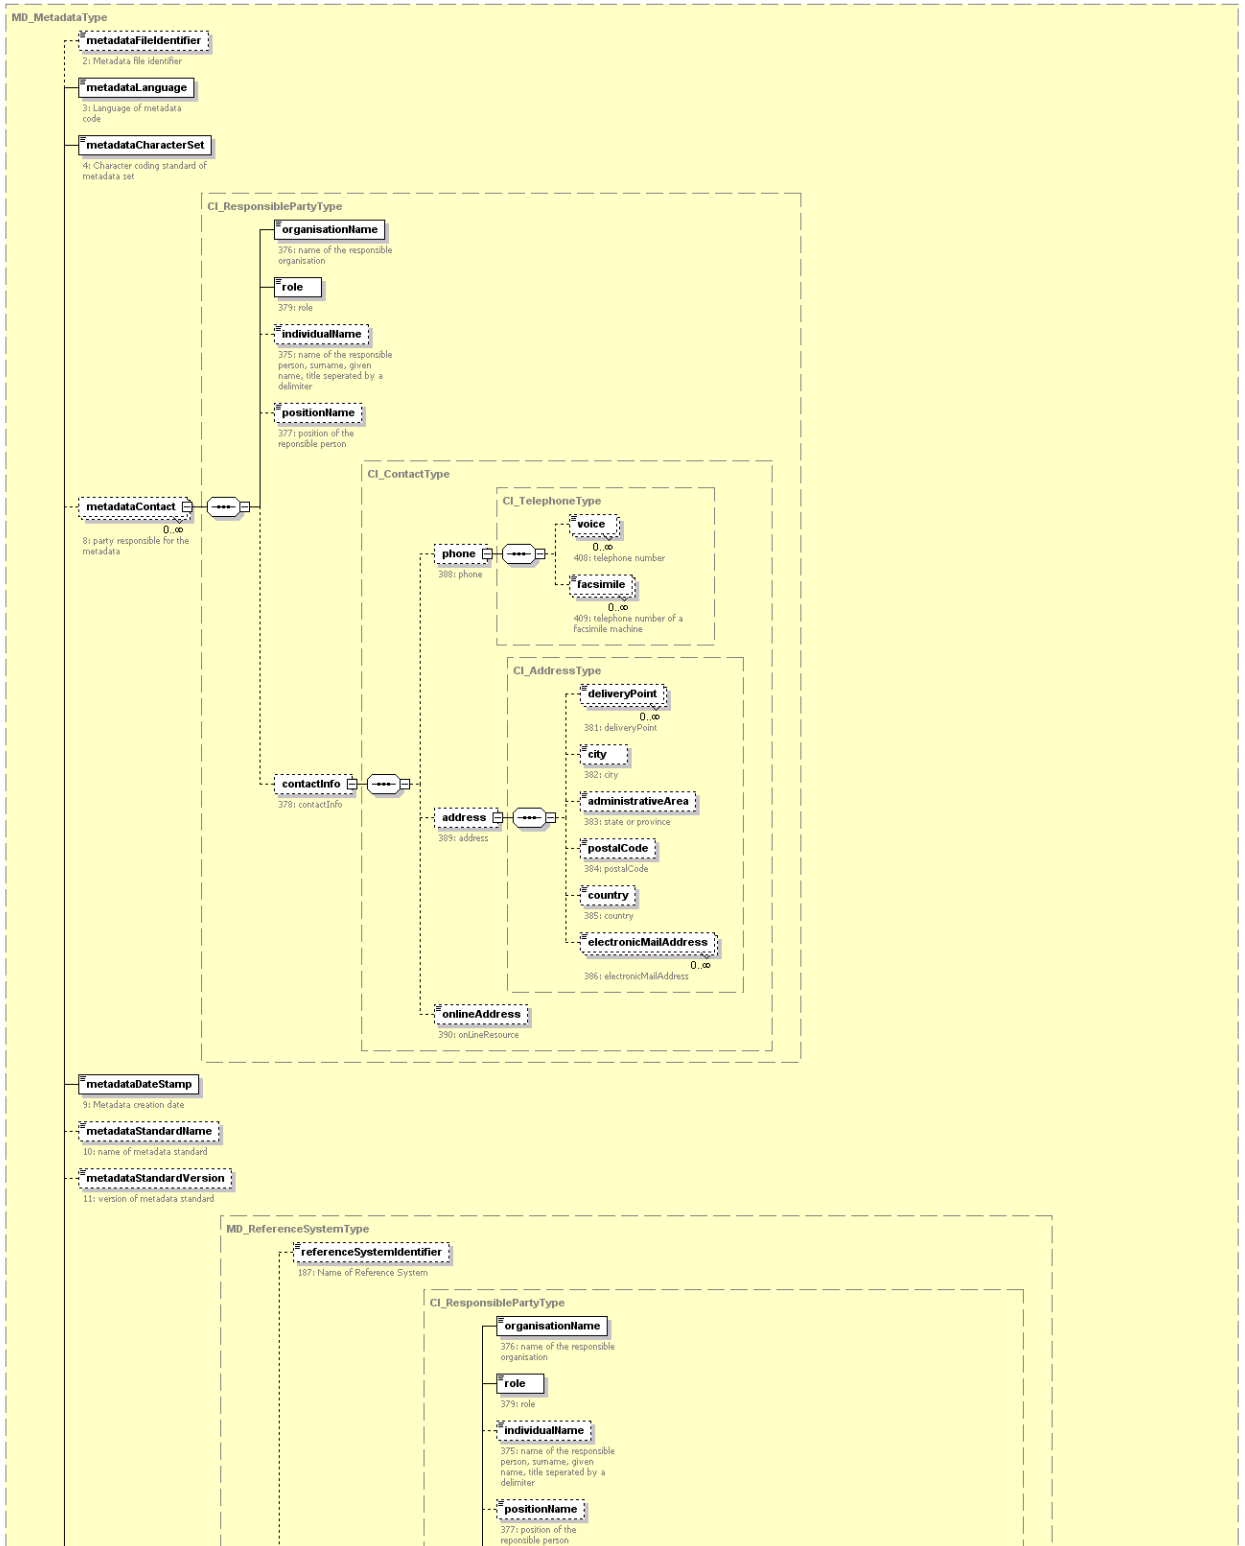 MD_MetadataType
metadataFileIdentifier
2: Metadata file identifier
metadataLanguage
3: Language of metadata
code
metadataCharacterSet
4: Character coding standard of
metadata set
CI_ResponsiblePartyType
organisationName
376: name of the responsible
organisation
role
379: role
individualName
375: name of the responsible
person, surname, given
name, title seperated by a
delimiter
positionName
377: position of the
reponsible person
CI_ContactType
CI_TelephoneType
metadataContact
0..∞
8: party responsible for the
metadata
voice
0..∞
408: telephone number
phone
388: phone
facsimile
0..∞
409: telephone number of a
facsimile machine
CI_AddressType
deliveryPoint
0..∞
381: deliveryPoint
city
382: city
contactInfo
378: contactInfo
administrativeArea
383: state or province
address
389: address
postalCode
384: postalCode
country
385: country
electronicMailAddress
0..∞
386: electronicMailAddress
onlineAddress
390: onLineResource
metadataDateStamp
9: Metadata creation date
metadataStandardName
10: name of metadata standard
metadataStandardVersion
11: version of metadata standard
MD_ReferenceSystemType
referenceSystemIdentifier
187: Name of Reference System
CI_ResponsiblePartyType
organisationName
376: name of the responsible
organisation
role
379: role
individualName
375: name of the responsible
person, surname, given
name, title seperated by a
delimiter
positionName
377: position of the
reponsible person